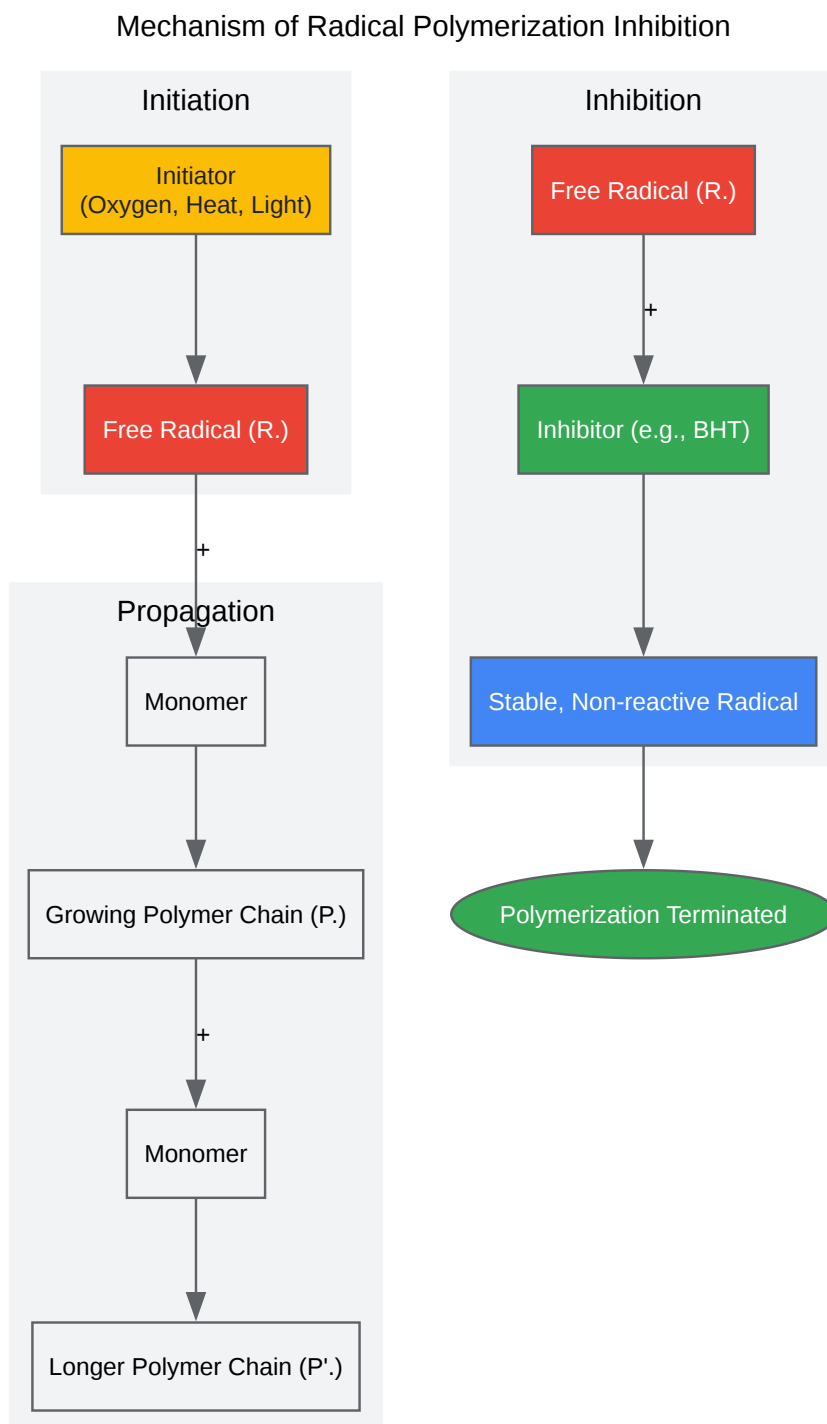 Mechanism of Radical Polymerization Inhibition
Initiation
Initiator
(Oxygen, Heat, Light)
Free Radical (R.)
+
Propagation
Monomer
Growing Polymer Chain (P.)
+
Monomer
Longer Polymer Chain (P'.)
Inhibition
Free Radical (R.)
+
Inhibitor (e.g., BHT)
Stable, Non-reactive Radical
Polymerization Terminated